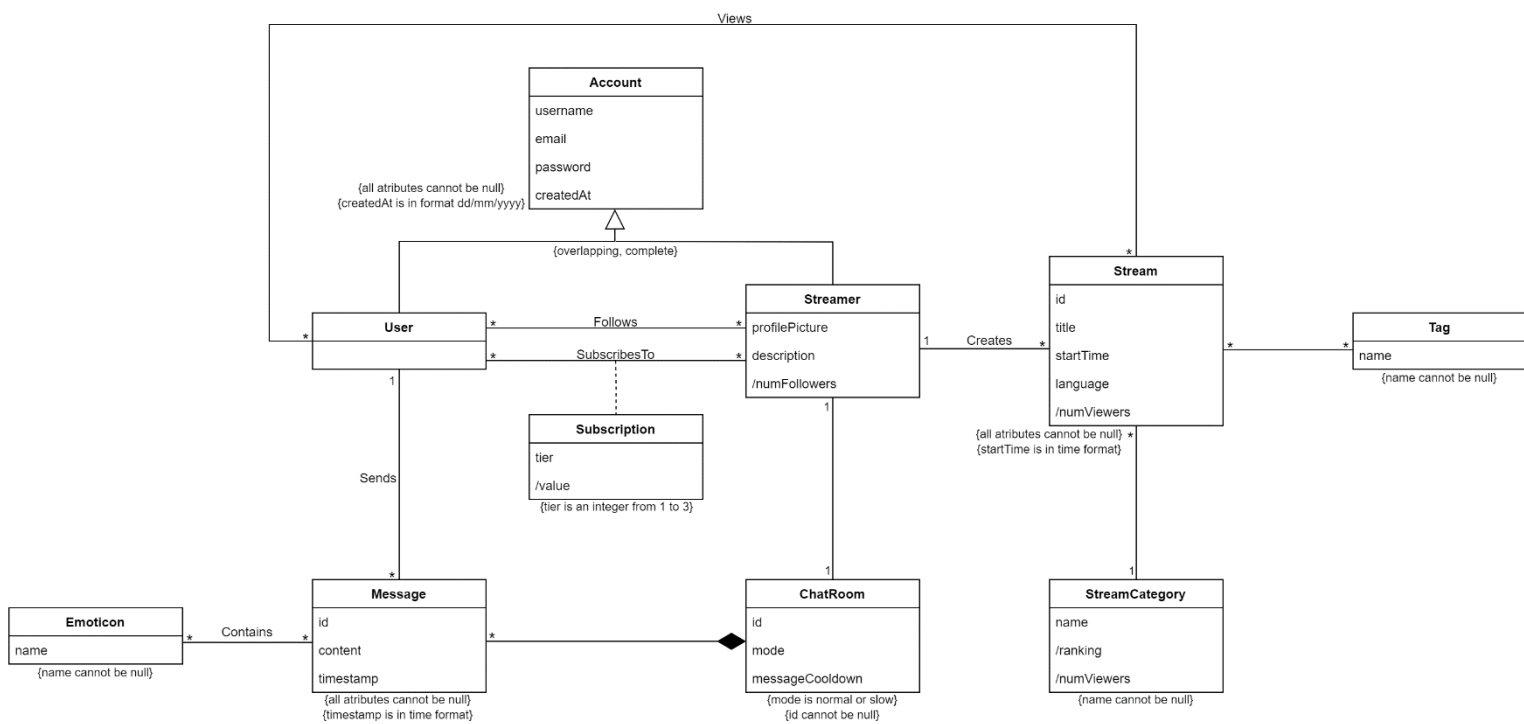 Views
Account
username
email
password
createdAt
{all atributes cannot be null}
{createdAt is in format dd/mm/yyyy}
{overlapping, complete}
User
*
*
Follows
*
*
SubscribesTo
*
1
Streamer
profilePicture
description
/numFollowers
1
1
Creates
*
*
Stream
id
title
startTime
language
/numViewers
{all atributes cannot be null}
{startTime is in time format}
*
*
*
Tag
name
{name cannot be null}
Subscription
tier
/value
{tier is an integer from 1 to 3}
Sends
*
Emoticon
name
{name cannot be null}
*
Contains
*
Message
id
content
timestamp
{all atributes cannot be null}
{timestamp is in time format}
*
1
ChatRoom
id
mode
messageCooldown
{mode is normal or slow}
{id cannot be null}
1
StreamCategory
name
/ranking
/numViewers
{name cannot be null}